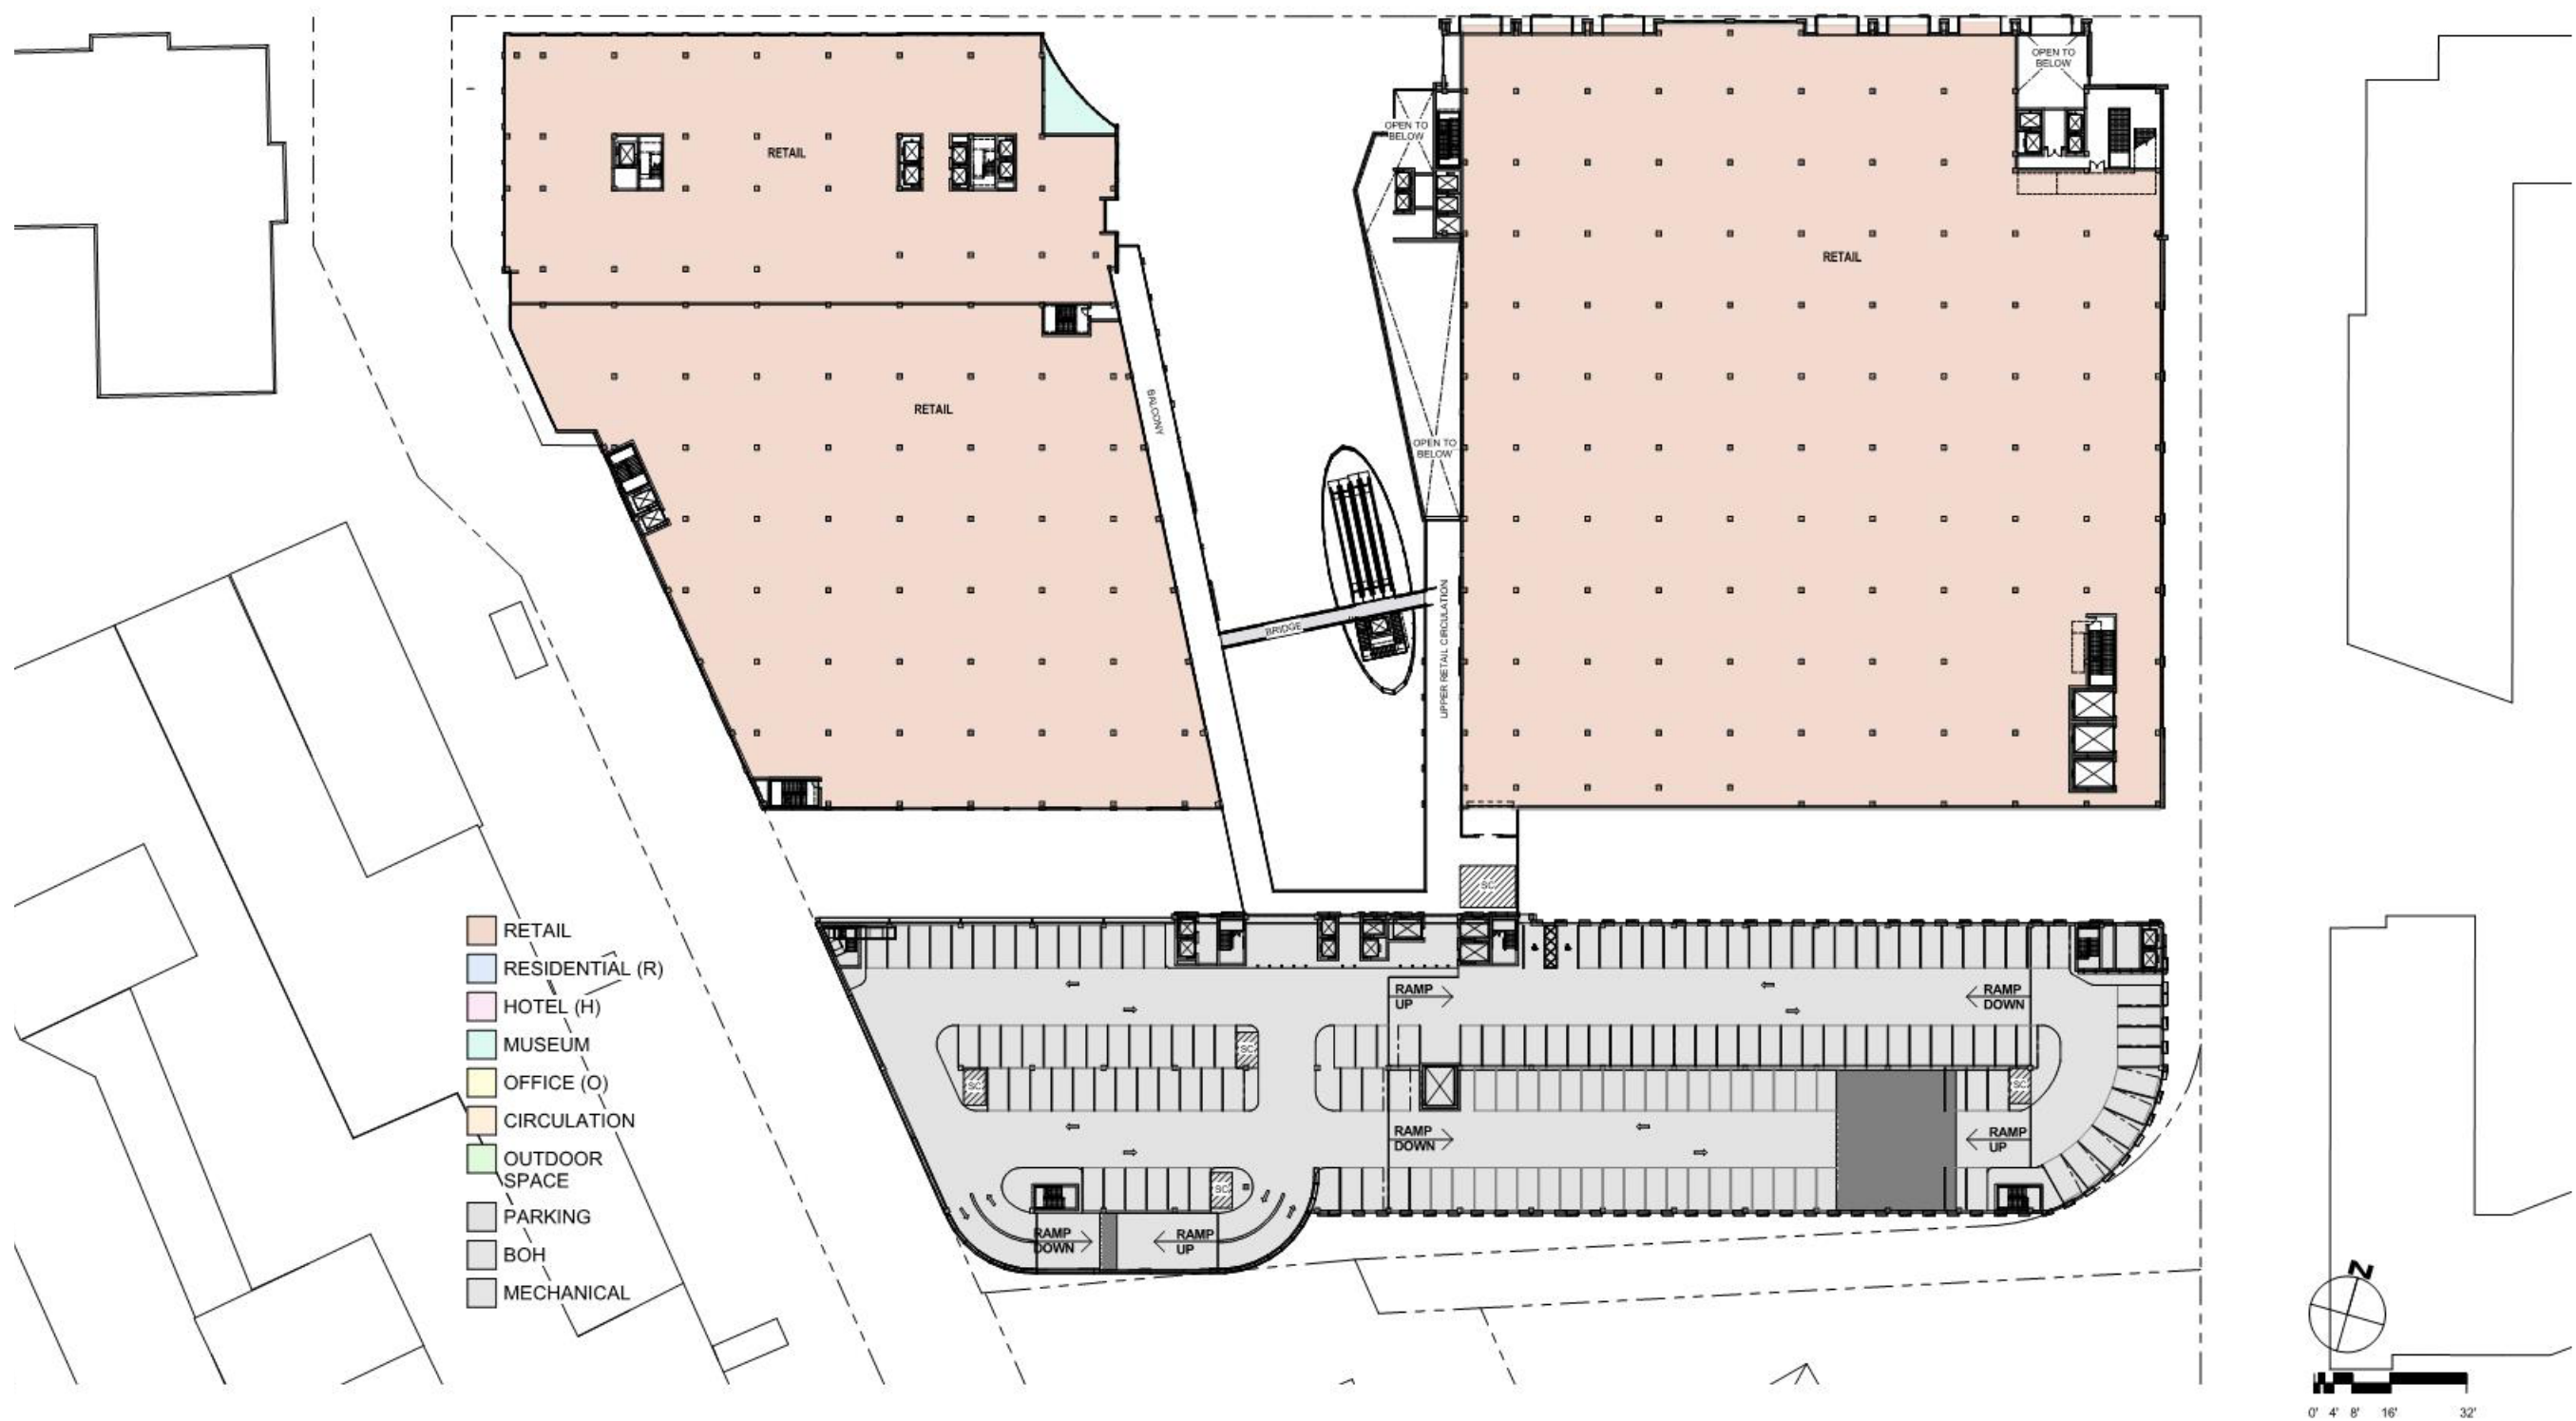 OPEN TO
BELOW
OPEN TO
BELOW
RETAIL
RETAIL
RETAIL
BALCONY
OPEN TO
BELOW
UPPER RETAIL CIRCULATION
BRIDGE
SC
RETAIL
RESIDENTIAL (R)
HOTEL (H)
MUSEUM
OFFICE (O)
CIRCULATION
OUTDOOR
SPACE
PARKING
BOH
MECHANICAL
RAMP
UP
RAMP
DOWN
SC
SC
SC
RAMP
DOWN
RAMP
UP
SC
RAMP
DOWN
RAMP
UP
N
0' 4' 8' 16' 32'